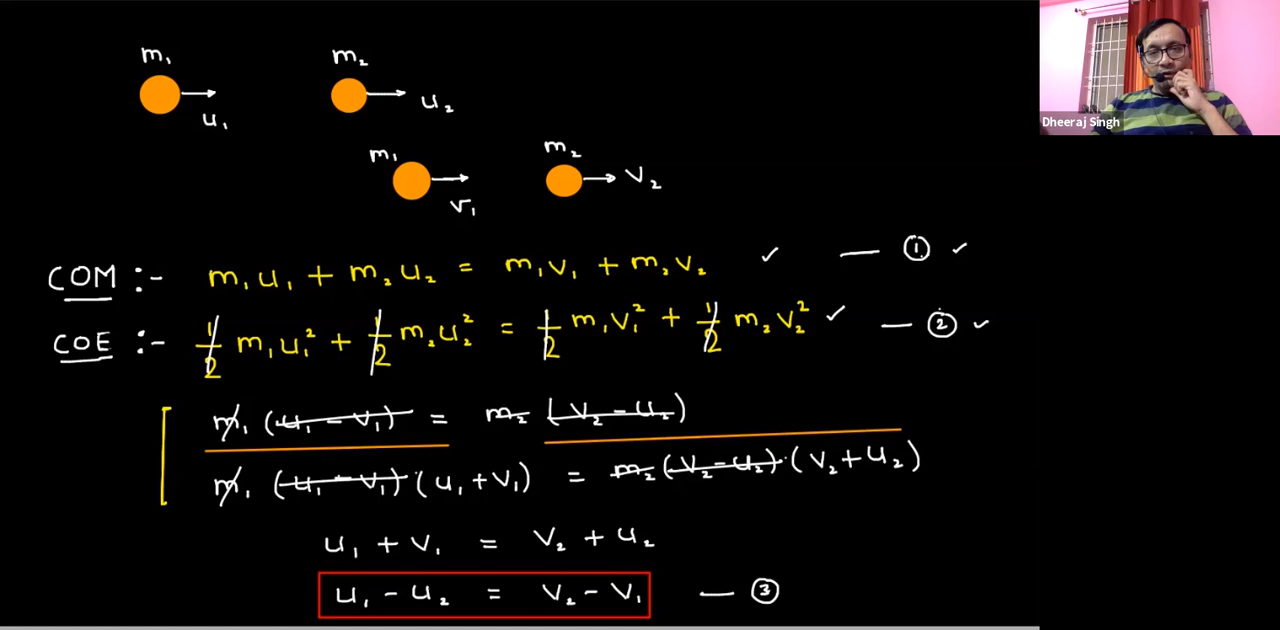 m₁ m₂
u₁ u₂
Dheeraj Singh
m₁ m₂
v₁ v₂
COM :- m₁u₁ + m₂u₂ = m₁v₁ + m₂v₂ ✓ — ① ✓
COE :- 1/2 m₁u₁² + 1/2 m₂u₂² = 1/2 m₁v₁² + 1/2 m₂v₂² ✓ — ② ✓
m₁ (u₁ - v₁) = m₂ (v₂ - u₂)
m₁ (u₁ - v₁) (u₁ + v₁) = m₂ (v₂ - u₂) (v₂ + u₂)
u₁ + v₁ = v₂ + u₂
u₁ - u₂ = v₂ - v₁ — ③